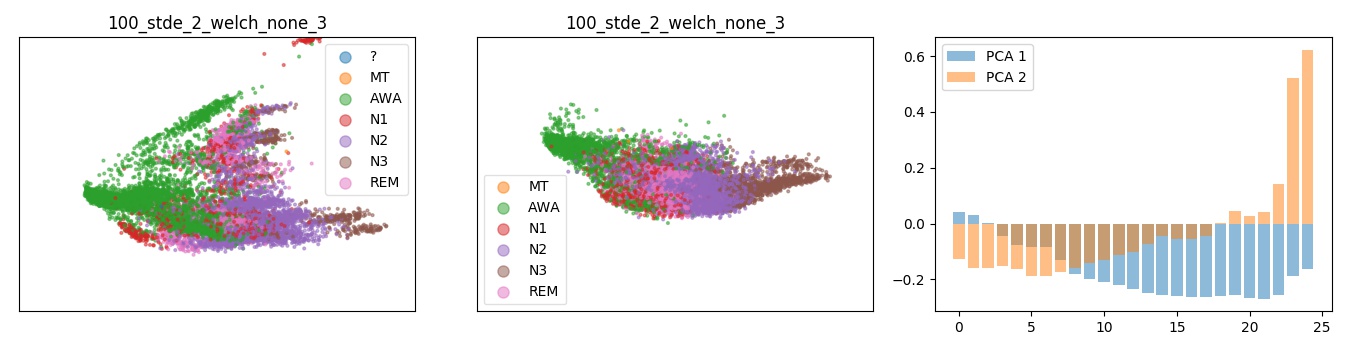 100_stde_2_welch_none_3
?
MT
AWA
N1
N2
N3
REM
100_stde_2_welch_none_3
MT
AWA
N1
N2
N3
REM
PCA 1
PCA 2
0.6
0.4
0.2
0.0
−0.2
0 5 10 15 20 25